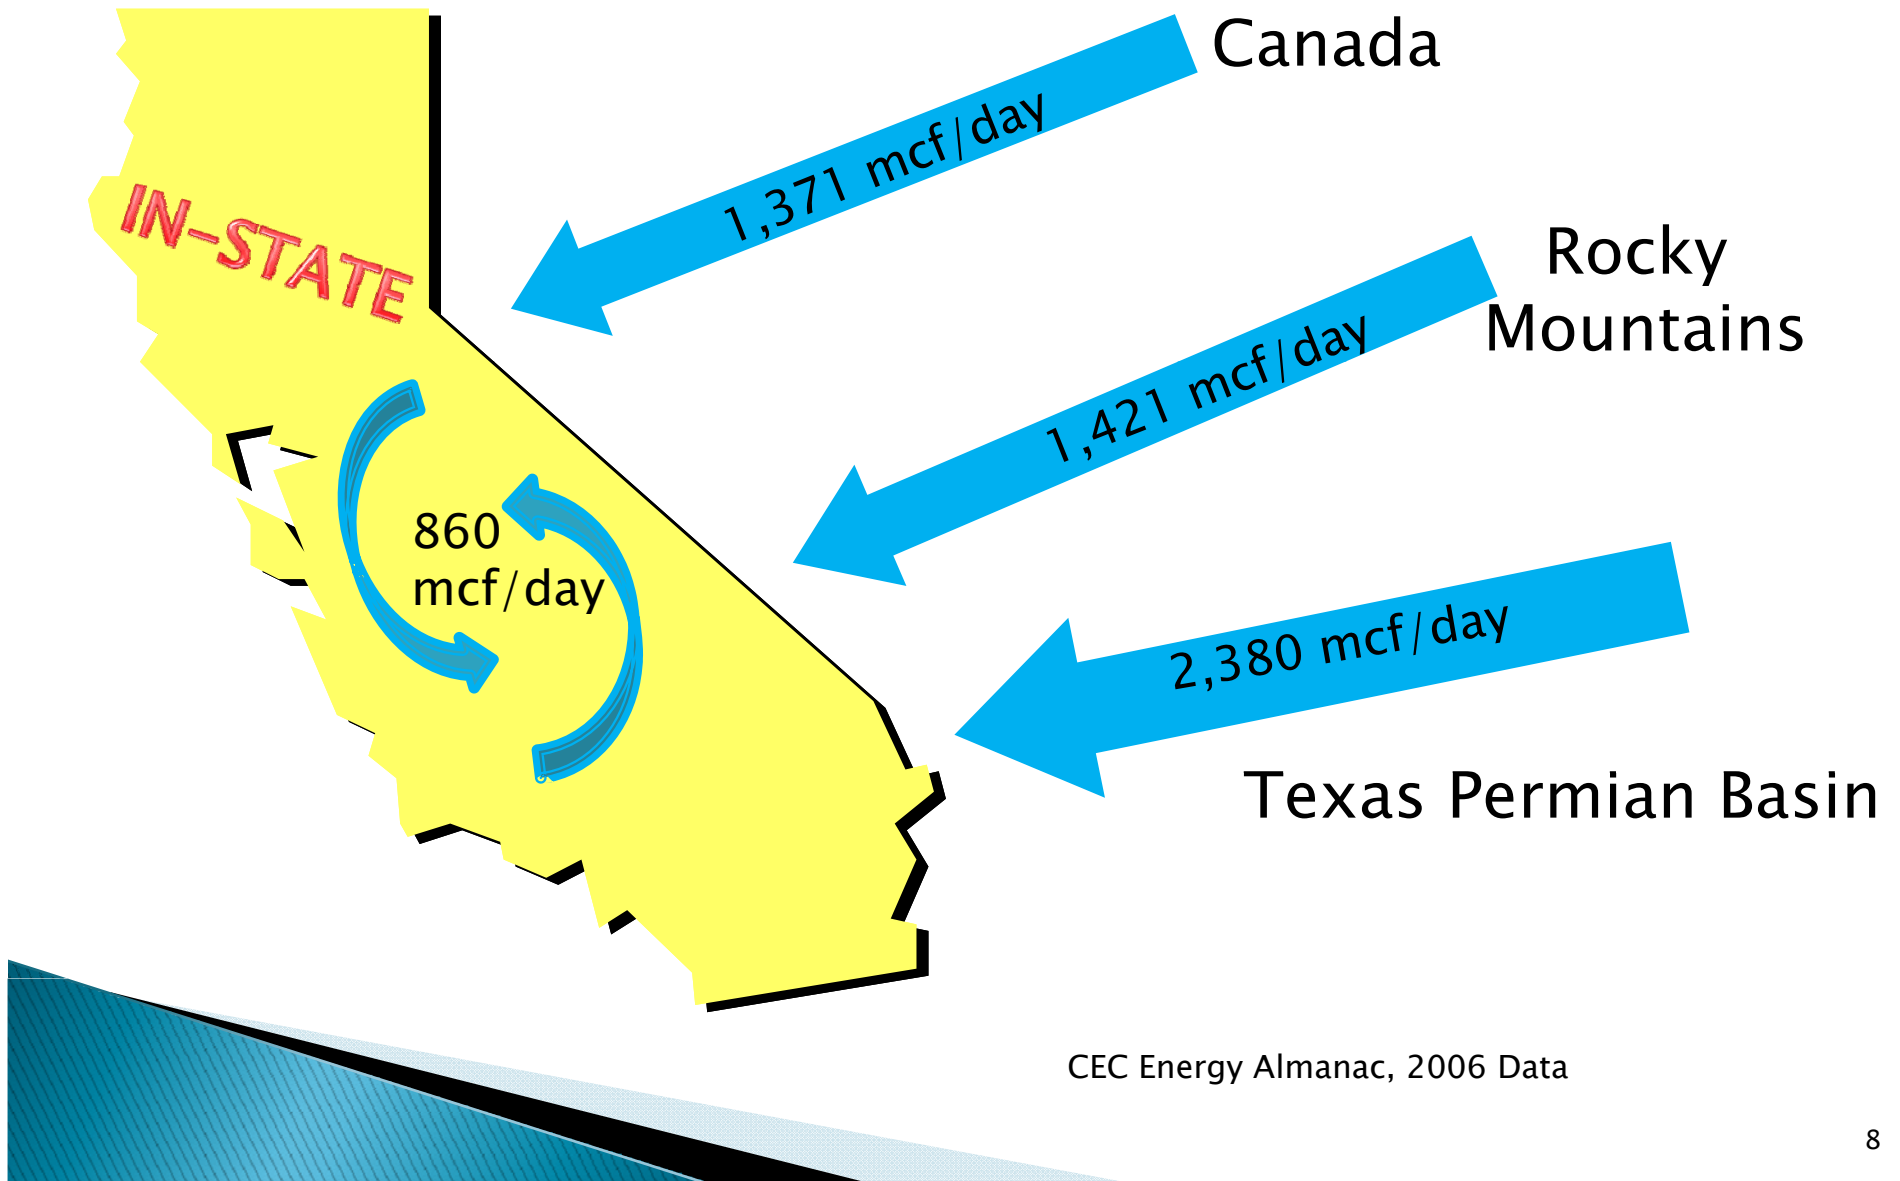 Canada
1,371 mcf/day
IN-STATE
Rocky
Mountains
1,421 mcf/day
860
mcf/day
2,380 mcf/day
Texas Permian Basin
CEC Energy Almanac, 2006 Data
8